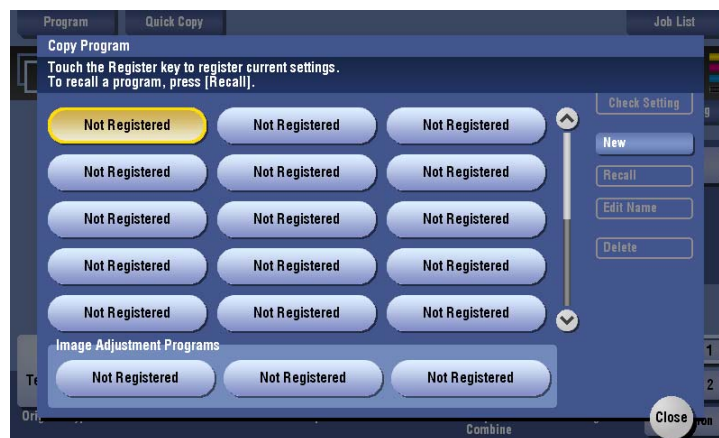 Program Quick Copy Job List
Copy Program
Touch the Register key to register current settings.
To recall a program, press [Recall].
Check Setting
Not Registered Not Registered Not Registered
New
Not Registered Not Registered Not Registered
Recall
Not Registered Not Registered Not Registered
Edit Name
Not Registered Not Registered Not Registered
Delete
Not Registered Not Registered Not Registered
Image Adjustment Programs
1
Not Registered Not Registered Not Registered
2
Close
Combine